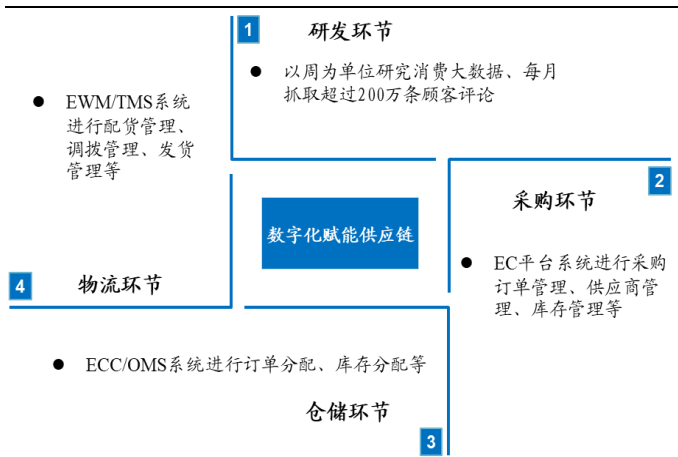 1
研发环节
● 以周为单位研究消费大数据、每月
抓取超过200万条顾客评论
2
采购环节
● EC平台系统进行采购
订单管理、供应商管
理、库存管理等
数字化赋能供应链
● ECC/OMS系统进行订单分配、库存分配等
仓储环节
3
● EWM/TMS系统
进行配货管理、
调拨管理、发货
管理等
4
物流环节